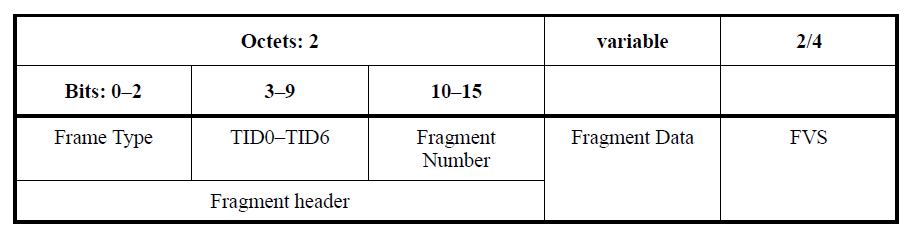 Octets: 2 variable 2/4
Bits: 0–2 3–9 10–15
Frame Type TID0–TID6 Fragment Number Fragment Data FVS
Fragment header